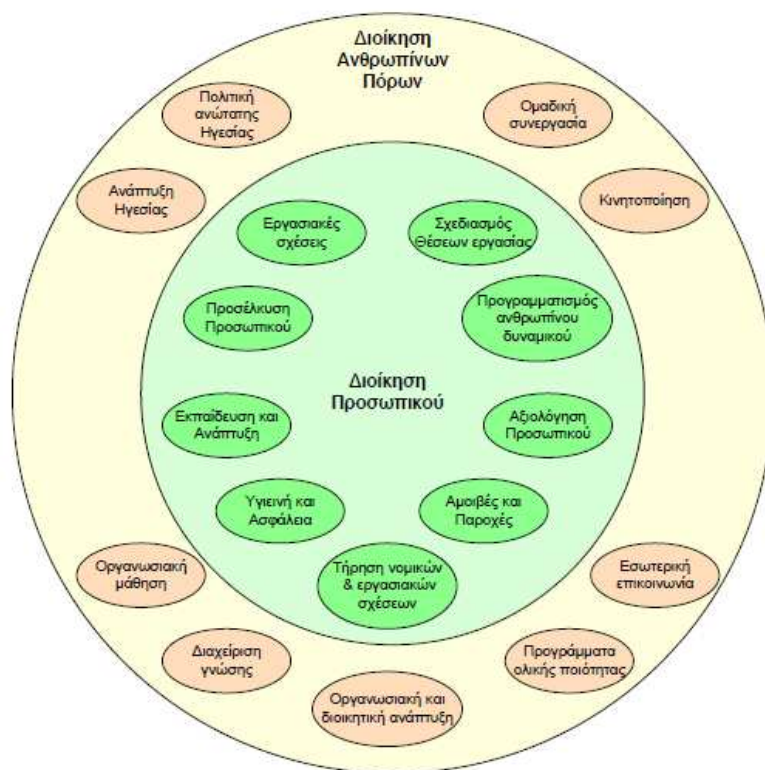 Διοίκηση
Ανθρωπίνων
Πόρων
Πολιτική
ανώτατης
Ηγεσίας
Ομαδική
συνεργασία
Ανάπτυξη
Ηγεσίας
Κινητοποίηση
Εργασιακές
σχέσεις
Σχεδιασμός
Θέσεων εργασίας
Προσέλκυση
Προσωπικού
Προγραμματισμός
ανθρωπίνου
δυναμικού
Διοίκηση
Προσωπικού
Εκπαίδευση και
Ανάπτυξη
Αξιολόγηση
Προσωπικού
Υγιεινή και
Ασφάλεια
Αμοιβές και
Παροχές
Τήρηση νομικών
& εργασιακών
σχέσεων
Οργανωσιακή
μάθηση
Εσωτερική
επικοινωνία
Διαχείριση
γνώσης
Προγράμματα
ολικής ποιότητας
Οργανωσιακή και
διοικητική ανάπτυξη